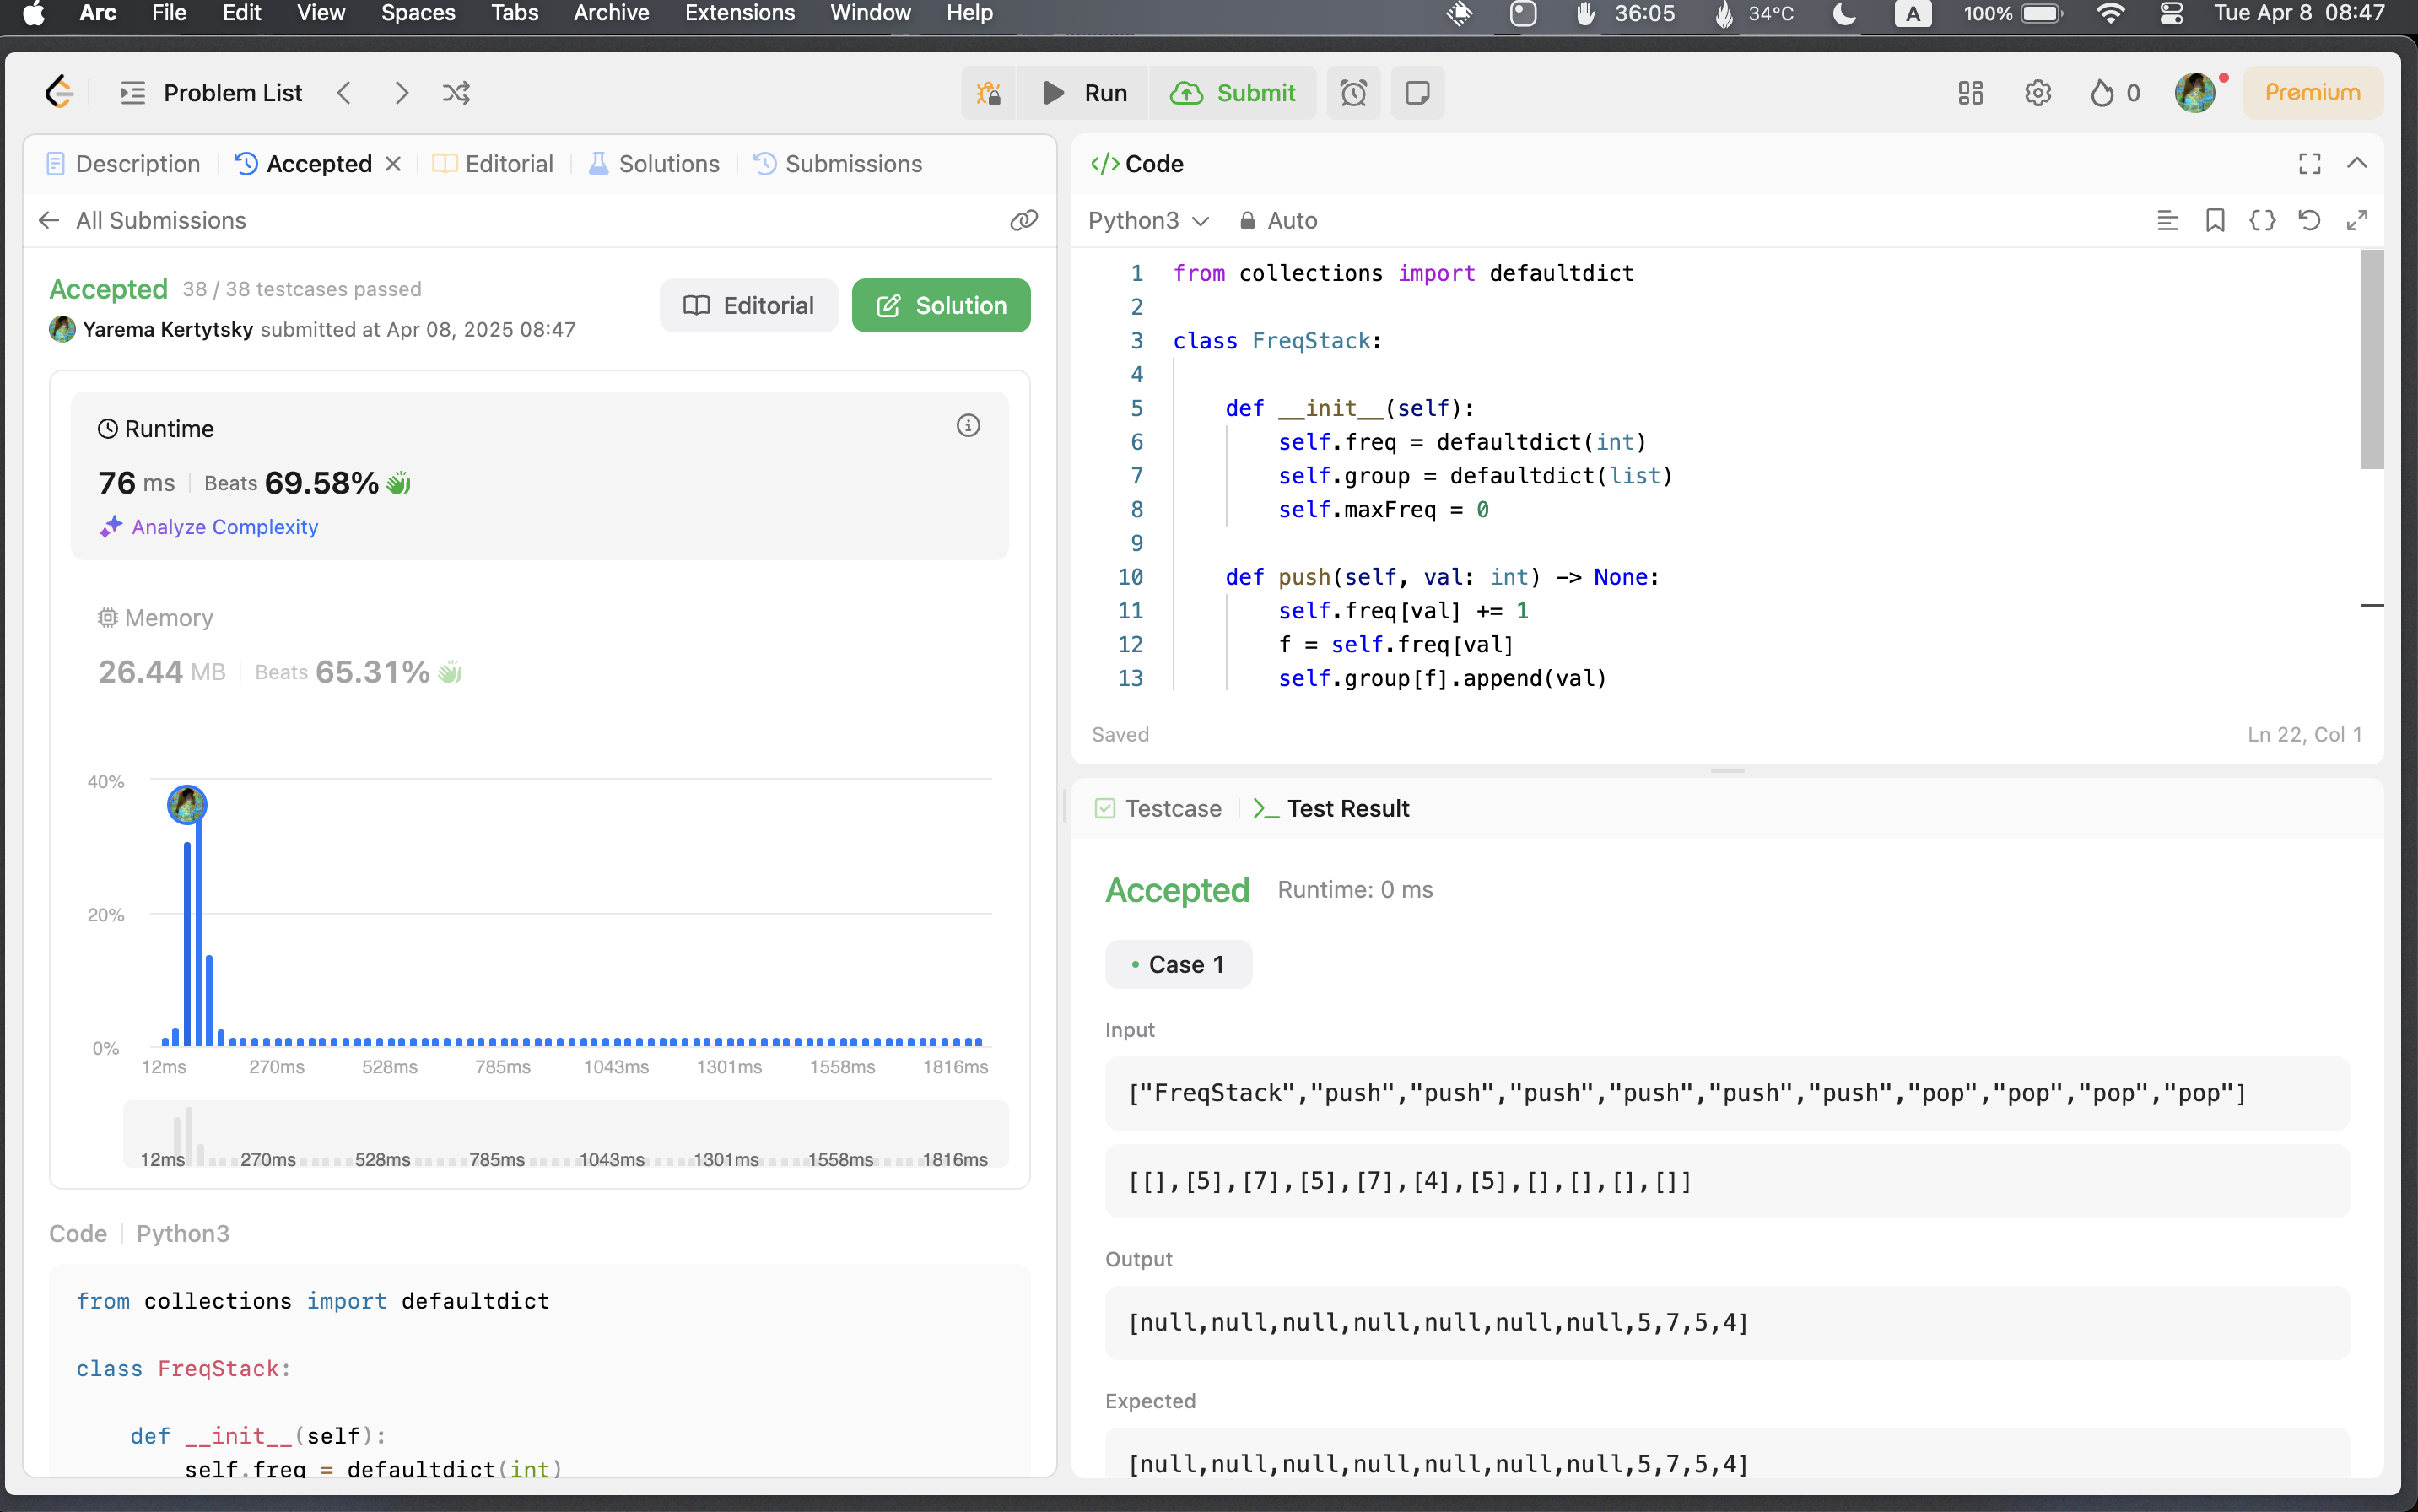 Arc File Edit View Spaces Tabs Archive Extensions Window Help 36:05 34°C A 100% Tue Apr 8 08:47
Problem List Run Submit 0 Premium
Description Accepted Editorial Solutions Submissions
All Submissions
Accepted 38 / 38 testcases passed
Yarema Kertytsky submitted at Apr 08, 2025 08:47
Editorial Solution
Runtime
76 ms Beats 69.58%
Analyze Complexity
Memory
26.44 MB Beats 65.31%
40%
20%
0%
12ms 270ms 528ms 785ms 1043ms 1301ms 1558ms 1816ms
12ms 270ms 528ms 785ms 1043ms 1301ms 1558ms 1816ms
Code Python3
from collections import defaultdict
class FreqStack:
def __init__(self):
self.freq = defaultdict(int)
</> Code
Python3 Auto
1 from collections import defaultdict
2
3 class FreqStack:
4
5 def __init__(self):
6 self.freq = defaultdict(int)
7 self.group = defaultdict(list)
8 self.maxFreq = 0
9
10 def push(self, val: int) -> None:
11 self.freq[val] += 1
12 f = self.freq[val]
13 self.group[f].append(val)
Saved Ln 22, Col 1
Testcase >_ Test Result
Accepted Runtime: 0 ms
• Case 1
Input
["FreqStack","push","push","push","push","push","push","pop","pop","pop","pop"]
[[],[5],[7],[5],[7],[4],[5],[],[],[],[]]
Output
[null,null,null,null,null,null,null,5,7,5,4]
Expected
[null,null,null,null,null,null,null,5,7,5,4]